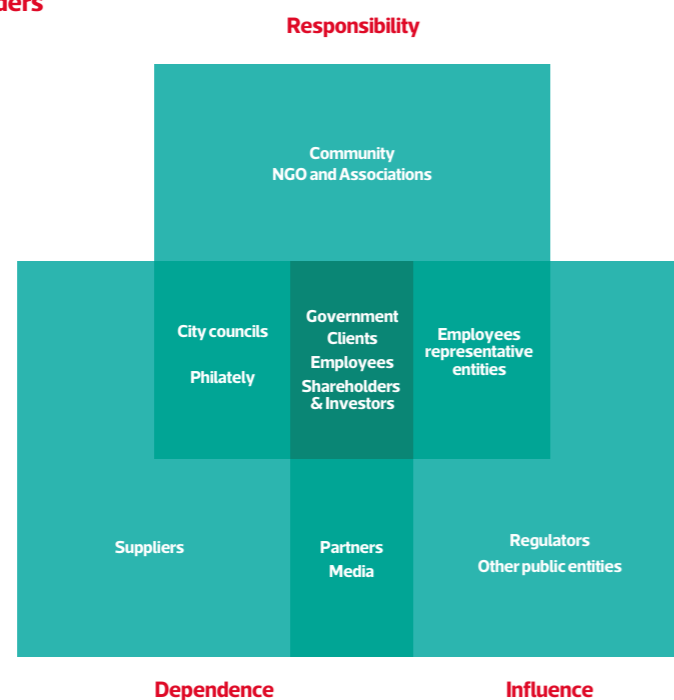 Responsibility
Community
NGO and Associations
City councils
Philately
Government
Clients
Employees
Shareholders
& Investors
Employees
representative
entities
Suppliers
Partners
Media
Regulators
Other public entities
Dependence
Influence